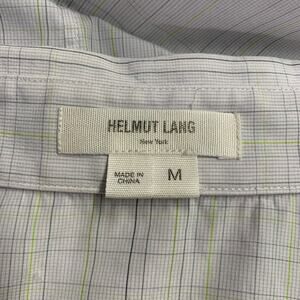 HELMUT LANG
New York
MADE IN
CHINA
M